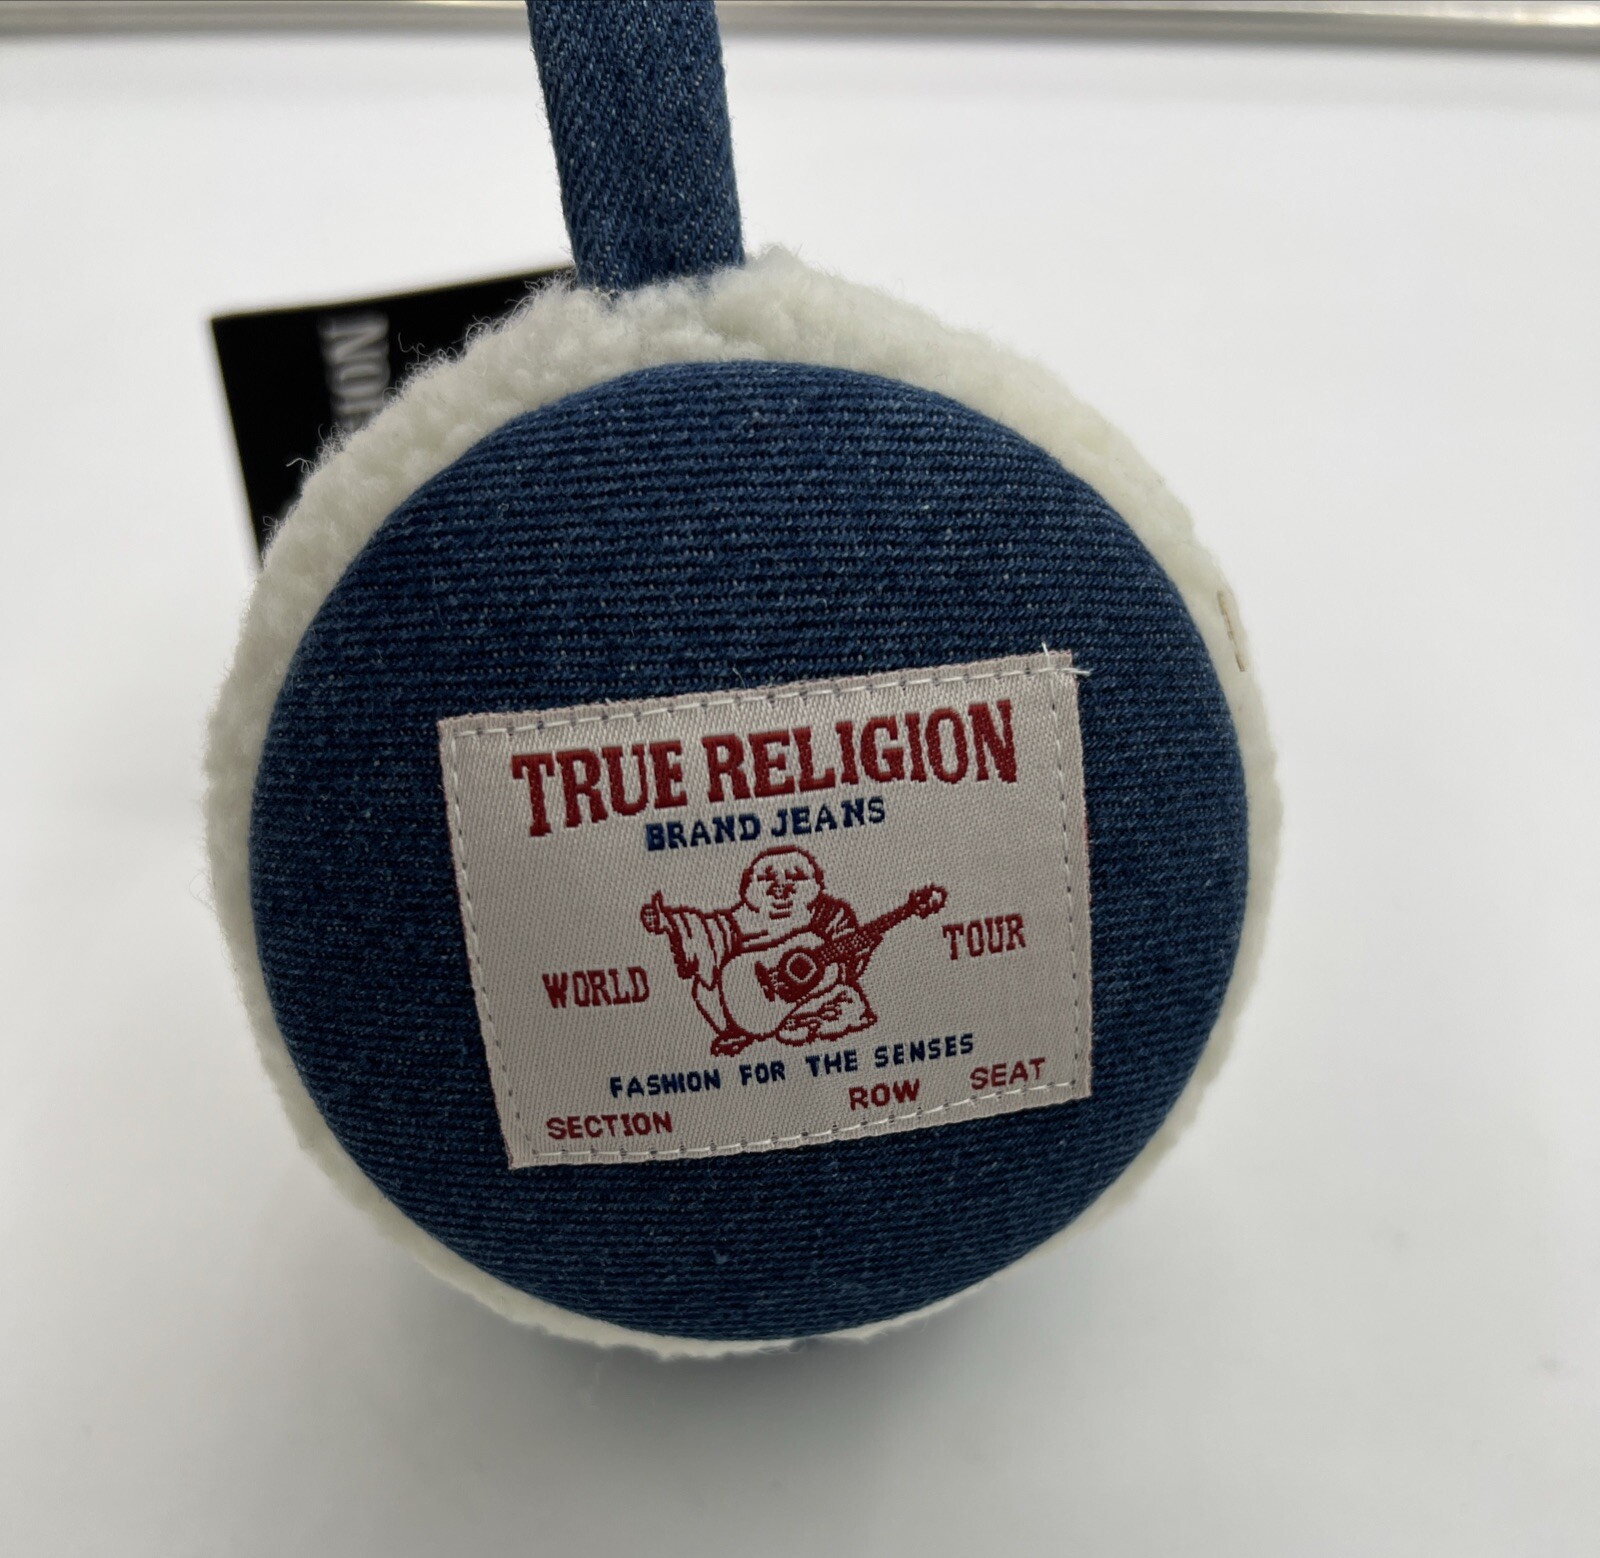 TRUE RELIGION
BRAND JEANS
WORLD TOUR
FASHION FOR THE SENSES
SECTION ROW SEAT